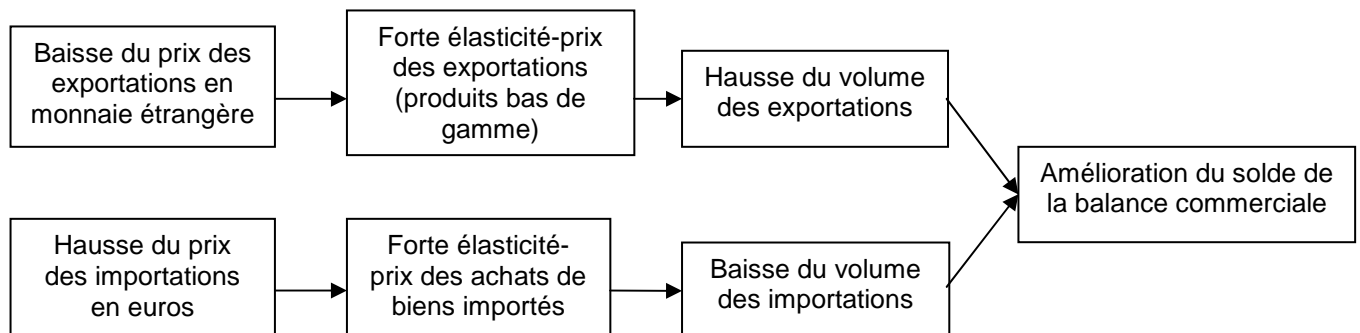 Baisse du prix des
exportations en
monnaie étrangère
Forte élasticité-prix
des exportations
(produits bas de
gamme)
Hausse du volume
des exportations
Amélioration du solde de
la balance commerciale
Hausse du prix
des importations
en euros
Forte élasticité-
prix des achats de
biens importés
Baisse du volume
des importations